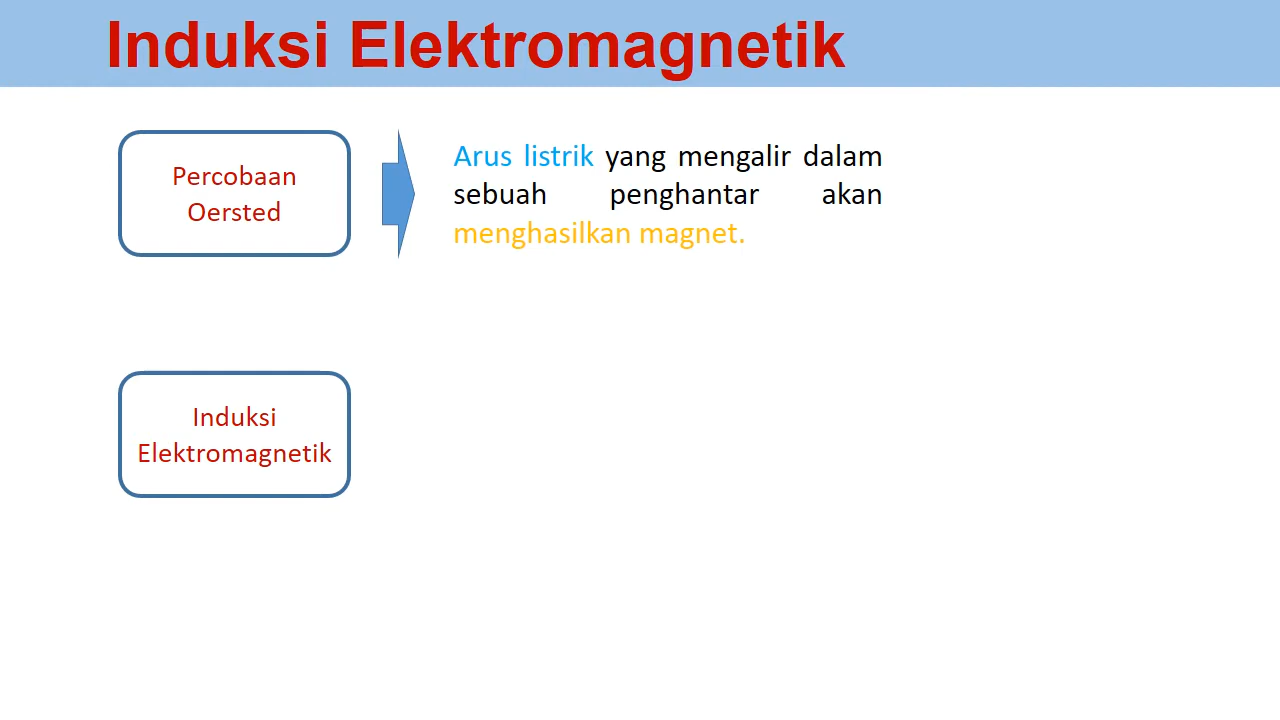 Induksi Elektromagnetik
Percobaan
Oersted
Arus listrik yang mengalir dalam
sebuah penghantar akan
menghasilkan magnet.
Induksi
Elektromagnetik